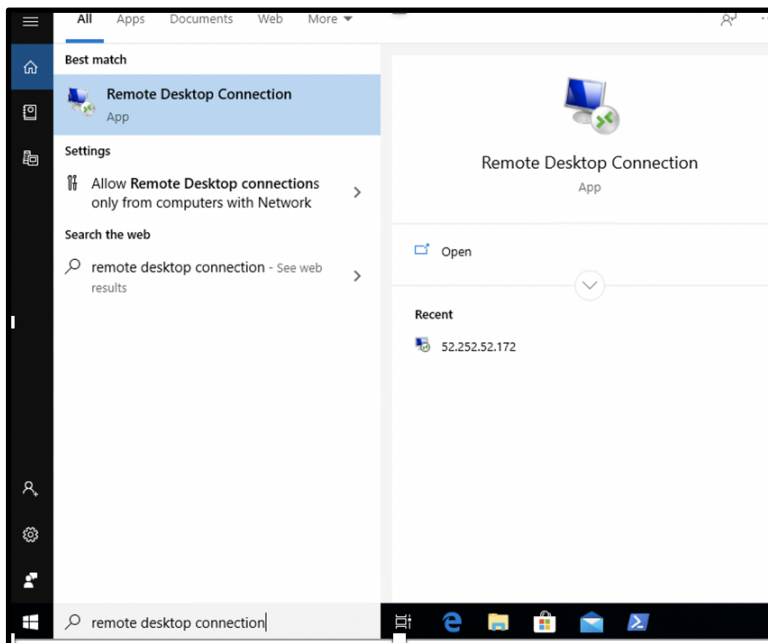 All Apps Documents Web More
Best match
Remote Desktop Connection
App
Settings
Allow Remote Desktop connections
only from computers with Network
Search the web
remote desktop connection - See web
results
Remote Desktop Connection
App
Open
Recent
52.252.52.172
remote desktop connection